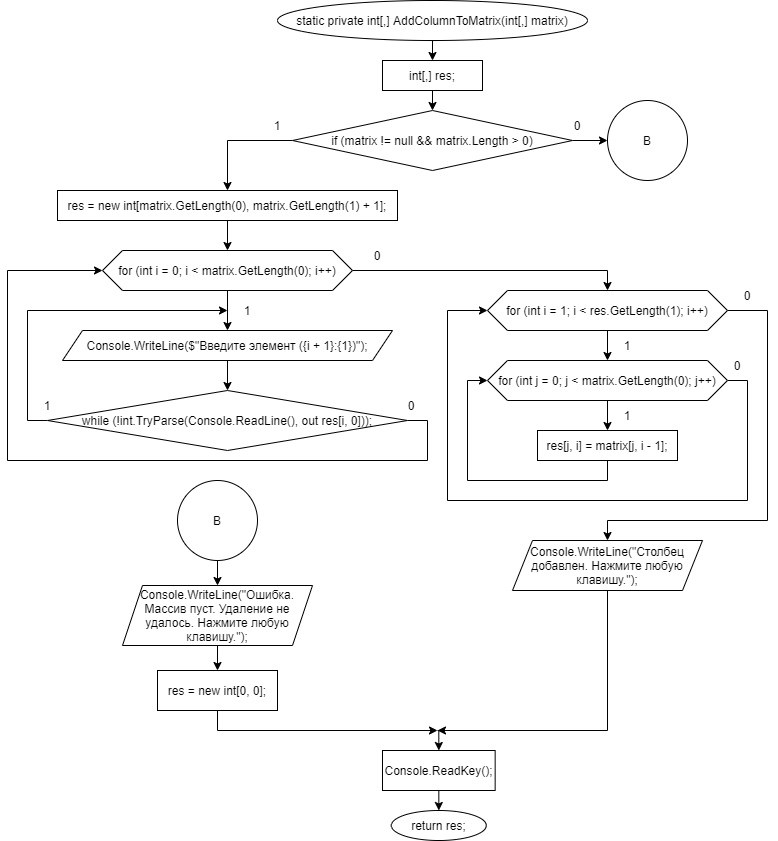 static private int[,] AddColumnToMatrix(int[,] matrix)
int[,] res;
1
0
if (matrix != null && matrix.Length > 0)
B
res = new int[matrix.GetLength(0), matrix.GetLength(1) + 1];
for (int i = 0; i < matrix.GetLength(0); i++)
0
1
Console.WriteLine($"Введите элемент ({i + 1}:{1})");
1
while (!int.TryParse(Console.ReadLine(), out res[i, 0]));
0
for (int i = 1; i < res.GetLength(1); i++)
0
1
for (int j = 0; j < matrix.GetLength(0); j++)
0
1
res[j, i] = matrix[j, i - 1];
Console.WriteLine("Столбец
добавлен. Нажмите любую
клавишу.");
B
Console.WriteLine("Ошибка.
Массив пуст. Удаление не
удалось. Нажмите любую
клавишу.");
res = new int[0, 0];
Console.ReadKey();
return res;